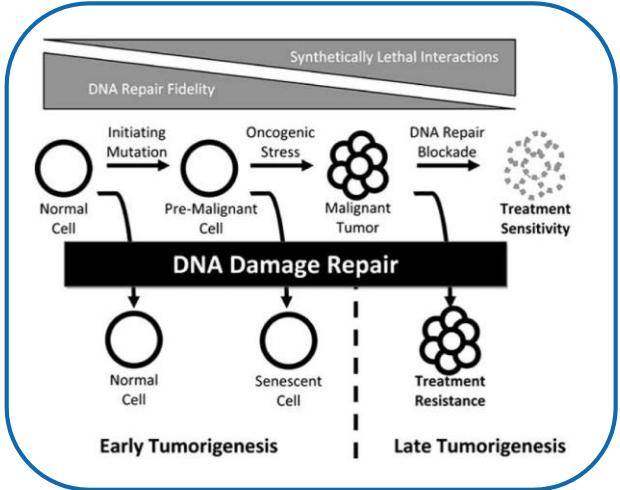 Synthetically Lethal Interactions
DNA Repair Fidelity
Initiating
Mutation
Oncogenic
Stress
DNA Repair
Blockade
Normal
Cell
Pre-Malignant
Cell
Malignant
Tumor
Treatment
Sensitivity
DNA Damage Repair
Normal
Cell
Senescent
Cell
Treatment
Resistance
Early Tumorigenesis
Late Tumorigenesis